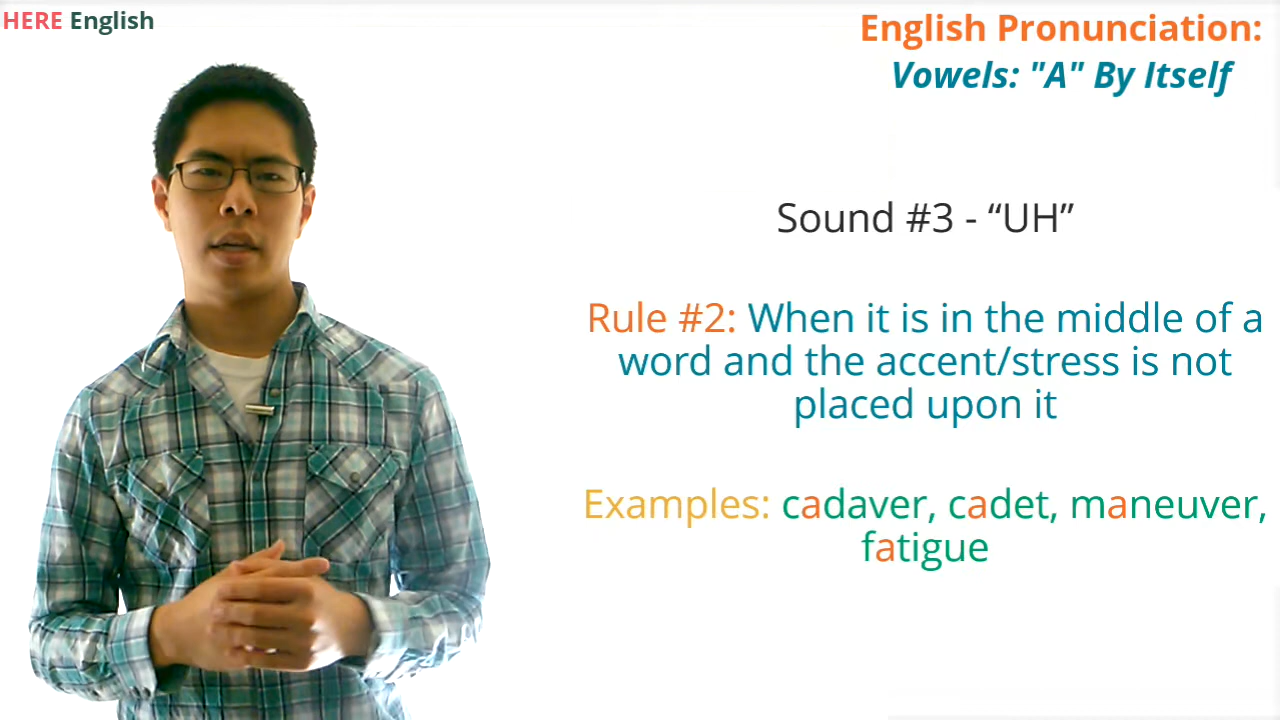 HERE English
English Pronunciation:
Vowels: "A" By Itself
Sound #3 - “UH”
Rule #2: When it is in the middle of a
word and the accent/stress is not
placed upon it
Examples: cadaver, cadet, maneuver,
fatigue